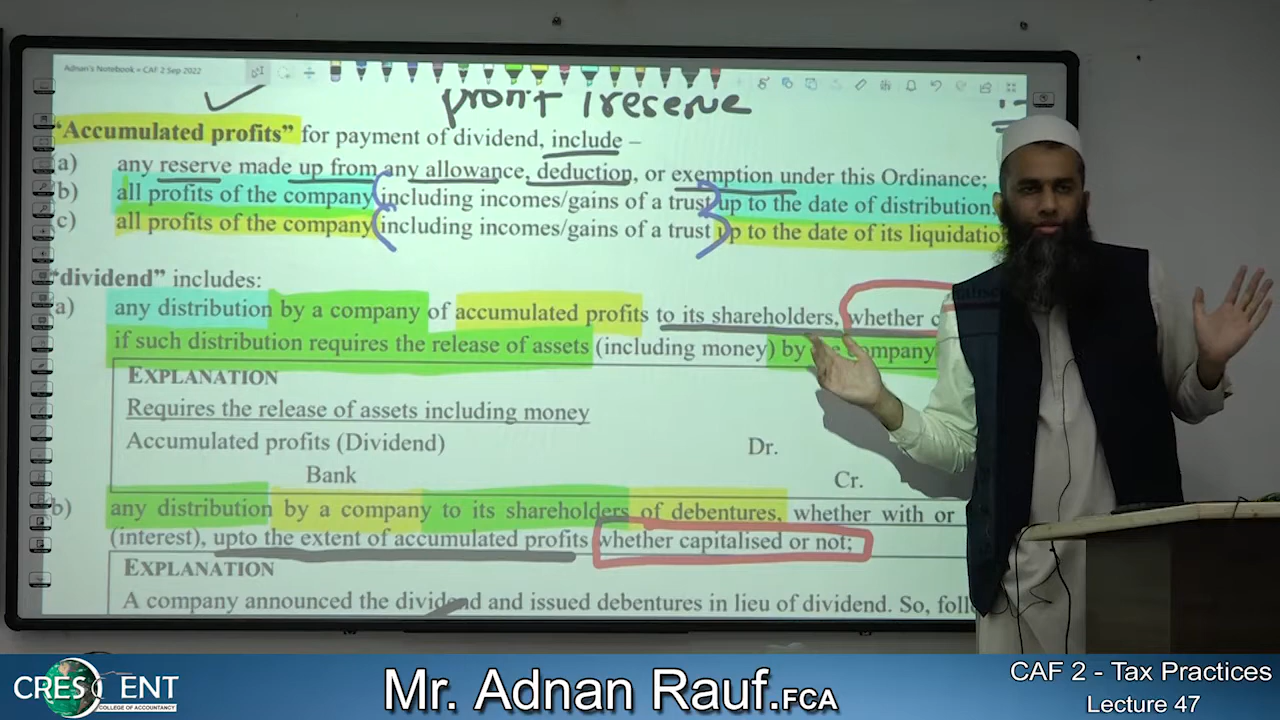 Adnan's Notebook » CAF 2 Sep-2022
profit / reserve
"Accumulated profits" for payment of dividend, include –
(a) any reserve made up from any allowance, deduction, or exemption under this Ordinance;
(b) all profits of the company (including incomes/gains of a trust) up to the date of distribution,
(c) all profits of the company (including incomes/gains of a trust) up to the date of its liquidatio
"dividend" includes:
a) any distribution by a company of accumulated profits to its shareholders, whether c
if such distribution requires the release of assets (including money) by the company
EXPLANATION
Requires the release of assets including money
Accumulated profits (Dividend) Dr.
Bank Cr.
b) any distribution by a company to its shareholders of debentures, whether with or
(interest), upto the extent of accumulated profits whether capitalised or not;
EXPLANATION
A company announced the dividend and issued debentures in lieu of dividend. So, foll
CRESCENT
COLLEGE OF ACCOUNTANCY
Mr. Adnan Rauf.FCA
CAF 2 - Tax Practices
Lecture 47